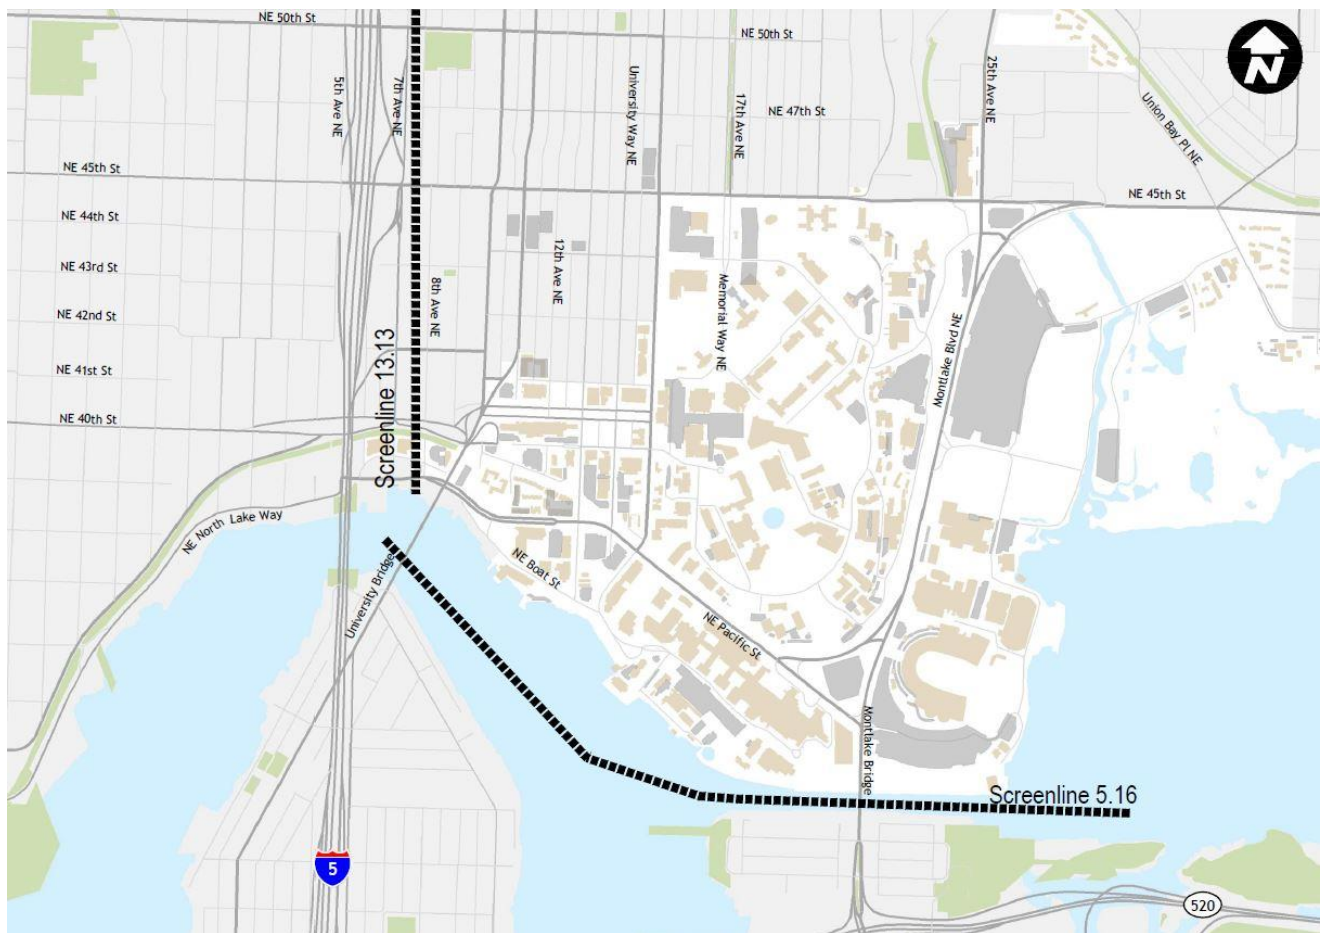 NE 50th St
NE 50th St
N
5th Ave NE
7th Ave NE
University Way NE
17th Ave NE
25th Ave NE
NE 47th St
Union Bay Pl NE
NE 45th St
NE 45th St
NE 44th St
NE 43rd St
12th Ave NE
8th Ave NE
Memorial Way NE
NE 42nd St
Montlake Blvd NE
NE 41st St
Screenline 13.13
NE 40th St
NE North Lake Way
NE Boat St
University Bridge
NE Pacific St
Montlake Bridge
Screenline 5.16
5
520